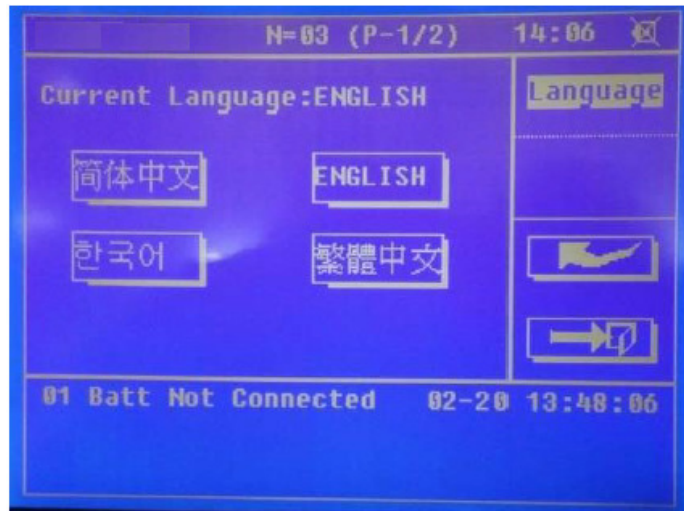 N=03 (P-1/2) 14:06
Current Language:ENGLISH
Language
简体中文 ENGLISH
한국어 繁體中文
01 Batt Not Connected 02-20 13:48:06